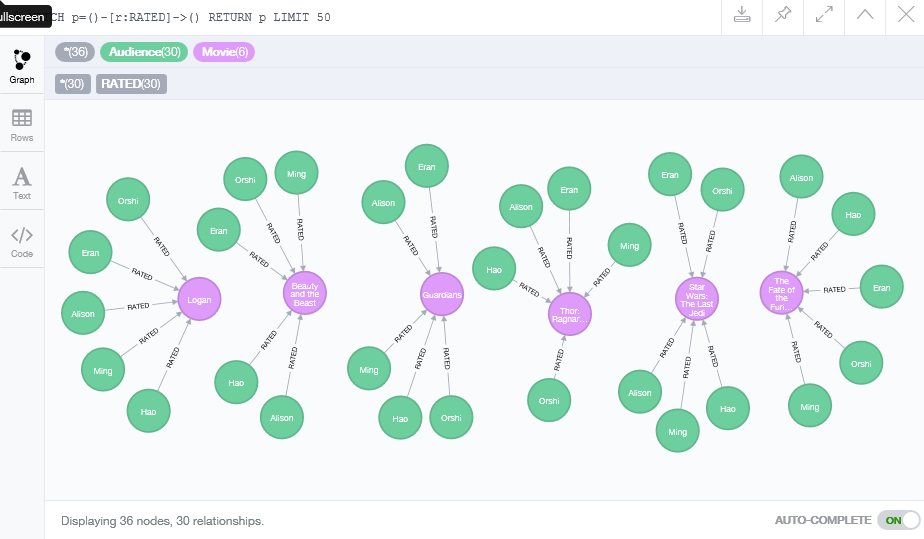 ullscreen
CH p=()-[r:RATED]->() RETURN p LIMIT 50
*(36) Audience(30) Movie(6)
*(30) RATED(30)
Graph
Rows
Text
Code
Orshi
Eran
Alison
Ming
Hao
Logan
RATED
RATED
RATED
RATED
RATED
Orshi
Ming
Eran
Hao
Alison
Beauty
and the
Beast
RATED
RATED
RATED
RATED
RATED
Eran
Alison
Ming
Hao
Orshi
Guardians
RATED
RATED
RATED
RATED
RATED
Alison
Eran
Ming
Hao
Orshi
Thor:
Ragnar...
RATED
RATED
RATED
RATED
RATED
Eran
Orshi
Alison
Ming
Hao
Star
Wars:
The Last
Jedi
RATED
RATED
RATED
RATED
RATED
Alison
Hao
Eran
Orshi
Ming
The
Fate of
the
Furi...
RATED
RATED
RATED
RATED
RATED
Displaying 36 nodes, 30 relationships.
AUTO-COMPLETE ON